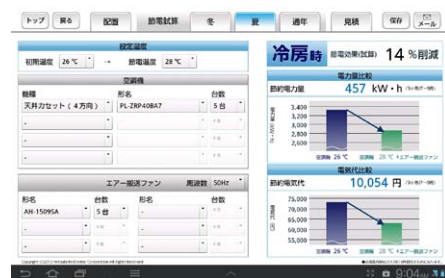 トップ 戻る 配置 節電試算 冬 夏 通年 見積 保存 メール
設定温度
初期温度 26 ℃ → 節電温度 28 ℃
空調機
機種 形名 台数
天井カセット(4方向) PL-ZRP40BA7 5 台
-
-
-
エアー搬送ファン 周波数 50Hz
形名 台数 形名 台数
AH-1509SA 5 台 -
- -
- -
冷房時 節電効果(試算) 14 %削減
電力量比較
節約電力量 457 kW・h
3,400
3,200
3,000
2,800
2,600
空調機 26 ℃ 空調機 28 ℃ +エアー搬送ファン
電気代比較
節約電気代 10,054 円
75,000
70,000
65,000
60,000
55,000
空調機 26 ℃ 空調機 28 ℃ +エアー搬送ファン
9:04